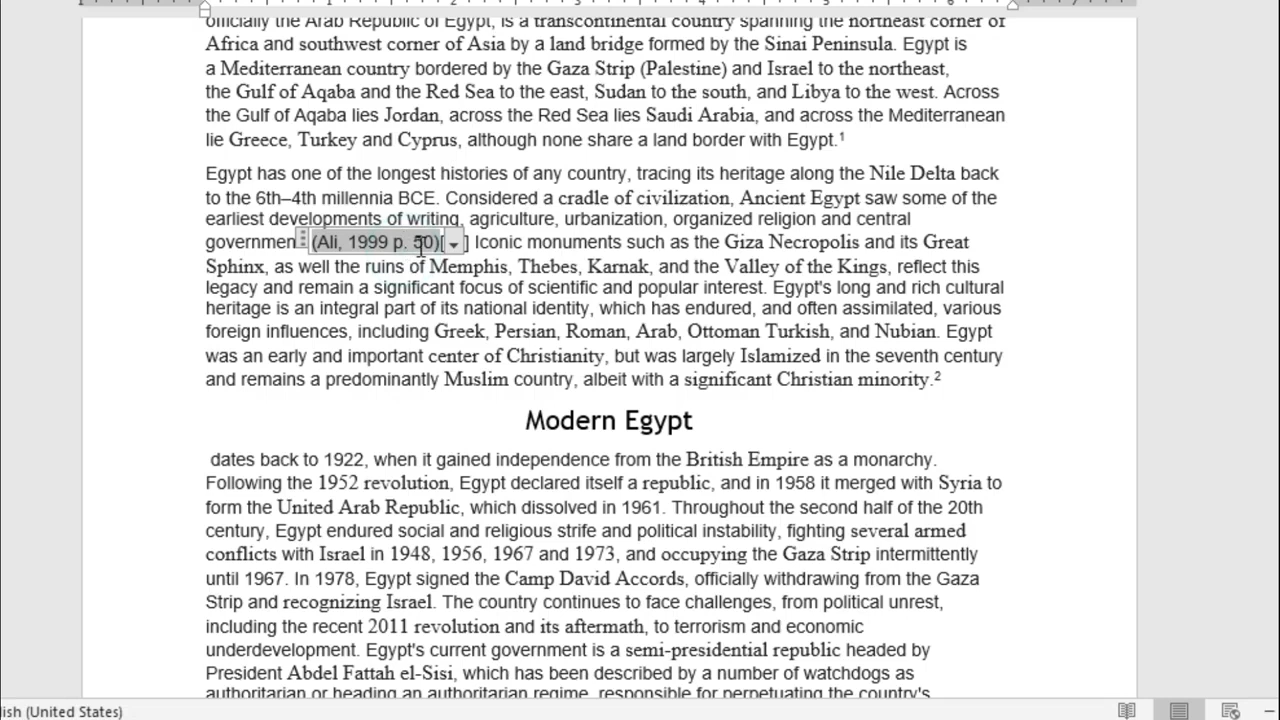 officially the Arab Republic of Egypt, is a transcontinental country spanning the northeast corner of
Africa and southwest corner of Asia by a land bridge formed by the Sinai Peninsula. Egypt is
a Mediterranean country bordered by the Gaza Strip (Palestine) and Israel to the northeast,
the Gulf of Aqaba and the Red Sea to the east, Sudan to the south, and Libya to the west. Across
the Gulf of Aqaba lies Jordan, across the Red Sea lies Saudi Arabia, and across the Mediterranean
lie Greece, Turkey and Cyprus, although none share a land border with Egypt.¹
Egypt has one of the longest histories of any country, tracing its heritage along the Nile Delta back
to the 6th–4th millennia BCE. Considered a cradle of civilization, Ancient Egypt saw some of the
earliest developments of writing, agriculture, urbanization, organized religion and central
governmen (Ali, 1999 p. 50)[ ] Iconic monuments such as the Giza Necropolis and its Great
Sphinx, as well the ruins of Memphis, Thebes, Karnak, and the Valley of the Kings, reflect this
legacy and remain a significant focus of scientific and popular interest. Egypt's long and rich cultural
heritage is an integral part of its national identity, which has endured, and often assimilated, various
foreign influences, including Greek, Persian, Roman, Arab, Ottoman Turkish, and Nubian. Egypt
was an early and important center of Christianity, but was largely Islamized in the seventh century
and remains a predominantly Muslim country, albeit with a significant Christian minority.²
Modern Egypt
dates back to 1922, when it gained independence from the British Empire as a monarchy.
Following the 1952 revolution, Egypt declared itself a republic, and in 1958 it merged with Syria to
form the United Arab Republic, which dissolved in 1961. Throughout the second half of the 20th
century, Egypt endured social and religious strife and political instability, fighting several armed
conflicts with Israel in 1948, 1956, 1967 and 1973, and occupying the Gaza Strip intermittently
until 1967. In 1978, Egypt signed the Camp David Accords, officially withdrawing from the Gaza
Strip and recognizing Israel. The country continues to face challenges, from political unrest,
including the recent 2011 revolution and its aftermath, to terrorism and economic
underdevelopment. Egypt's current government is a semi-presidential republic headed by
President Abdel Fattah el-Sisi, which has been described by a number of watchdogs as
authoritarian or heading an authoritarian regime, responsible for perpetuating the country's
lish (United States)